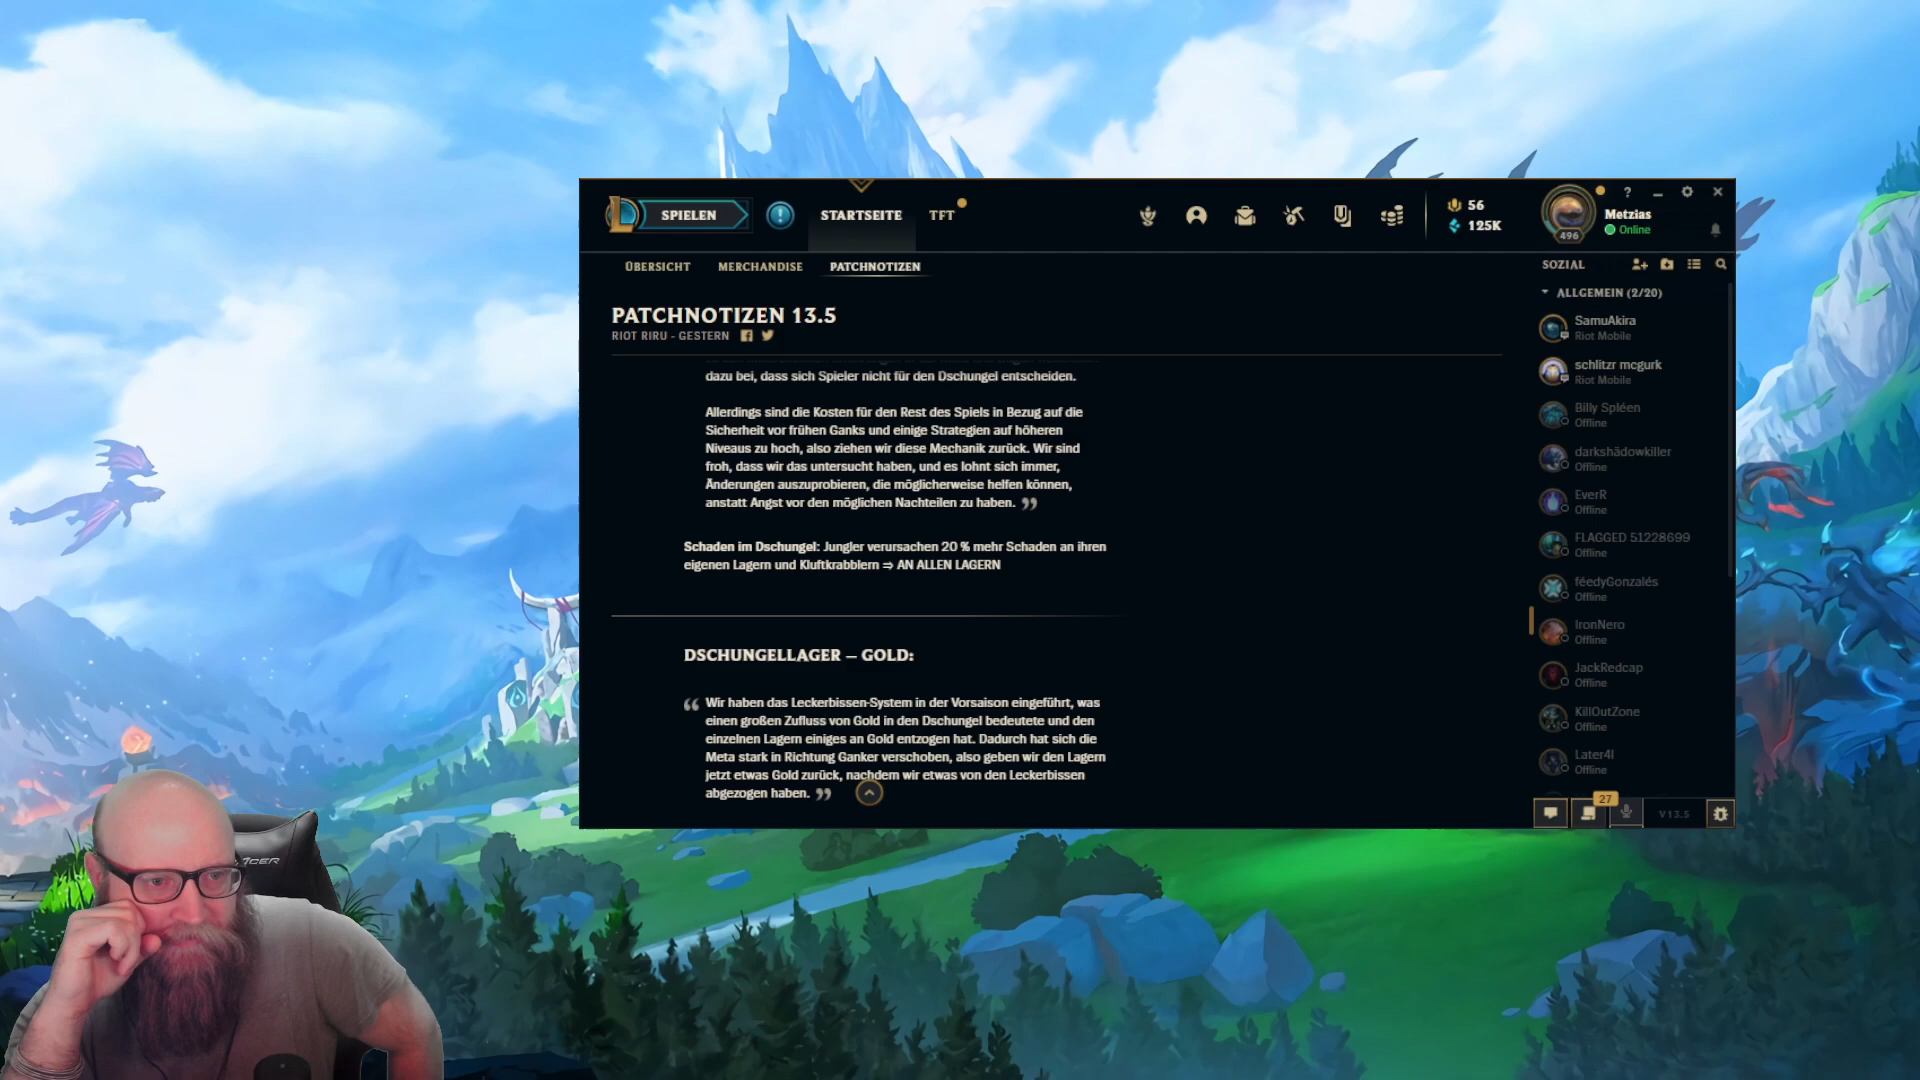 SPIELEN
STARTSEITE
TFT
56
125K
?
496
Metzias
Online
ÜBERSICHT
MERCHANDISE
PATCHNOTIZEN
PATCHNOTIZEN 13.5
RIOT RIRU - GESTERN
dazu bei, dass sich Spieler nicht für den Dschungel entscheiden.
Allerdings sind die Kosten für den Rest des Spiels in Bezug auf die
Sicherheit vor frühen Ganks und einige Strategien auf höheren
Niveaus zu hoch, also ziehen wir diese Mechanik zurück. Wir sind
froh, dass wir das untersucht haben, und es lohnt sich immer,
Änderungen auszuprobieren, die möglicherweise helfen können,
anstatt Angst vor den möglichen Nachteilen zu haben. ”
Schaden im Dschungel: Jungler verursachen 20 % mehr Schaden an ihren
eigenen Lagern und Kluftkrabblern ⇒ AN ALLEN LAGERN
DSCHUNGELLAGER – GOLD:
“ Wir haben das Leckerbissen-System in der Vorsaison eingeführt, was
einen großen Zufluss von Gold in den Dschungel bedeutete und den
einzelnen Lagern einiges an Gold entzogen hat. Dadurch hat sich die
Meta stark in Richtung Ganker verschoben, also geben wir den Lagern
jetzt etwas Gold zurück, nachdem wir etwas von den Leckerbissen
abgezogen haben. ”
SOZIAL
ALLGEMEIN (2/20)
SamuAkira
Riot Mobile
schlitzr mcgurk
Riot Mobile
Billy Spléen
Offline
darkshädowkiller
Offline
EverR
Offline
FLAGGED 51228699
Offline
féedyGonzalés
Offline
IronNero
Offline
JackRedcap
Offline
KillOutZone
Offline
Later4l
Offline
27
V13.5